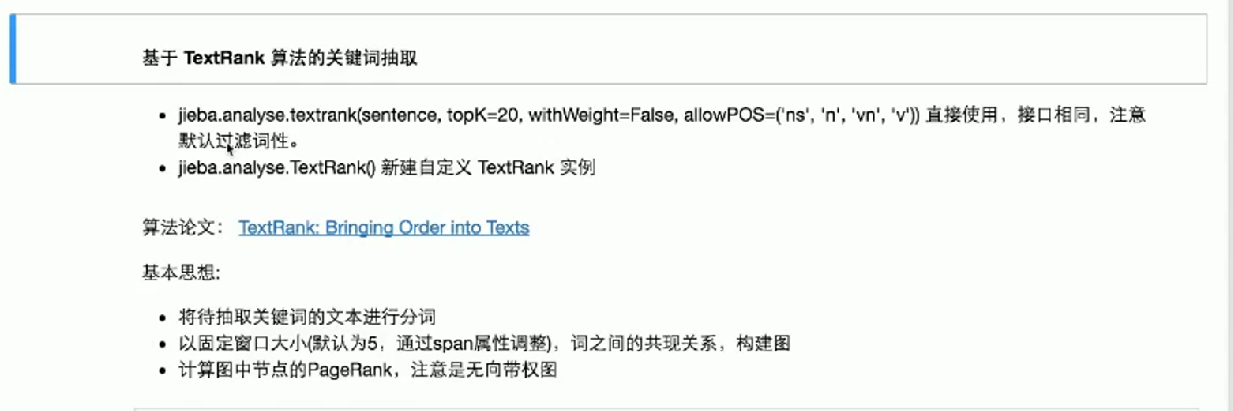 基于 TextRank 算法的关键词抽取
jieba.analyse.textrank(sentence, topK=20, withWeight=False, allowPOS=('ns', 'n', 'vn', 'v')) 直接使用，接口相同，注意
默认过滤词性。
jieba.analyse.TextRank() 新建自定义 TextRank 实例
算法论文： TextRank: Bringing Order into Texts
基本思想:
将待抽取关键词的文本进行分词
以固定窗口大小(默认为5，通过span属性调整)，词之间的共现关系，构建图
计算图中节点的PageRank，注意是无向带权图